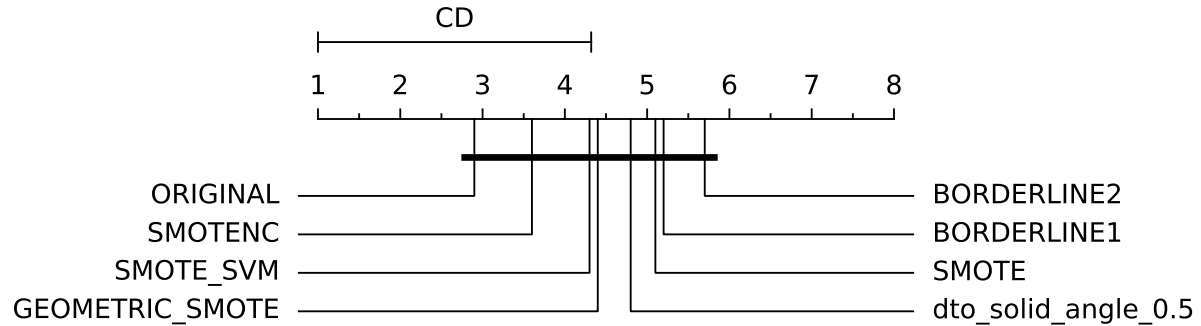 CD
1 2 3 4 5 6 7 8
ORIGINAL BORDERLINE2
SMOTENC BORDERLINE1
SMOTE_SVM SMOTE
GEOMETRIC_SMOTE dto_solid_angle_0.5